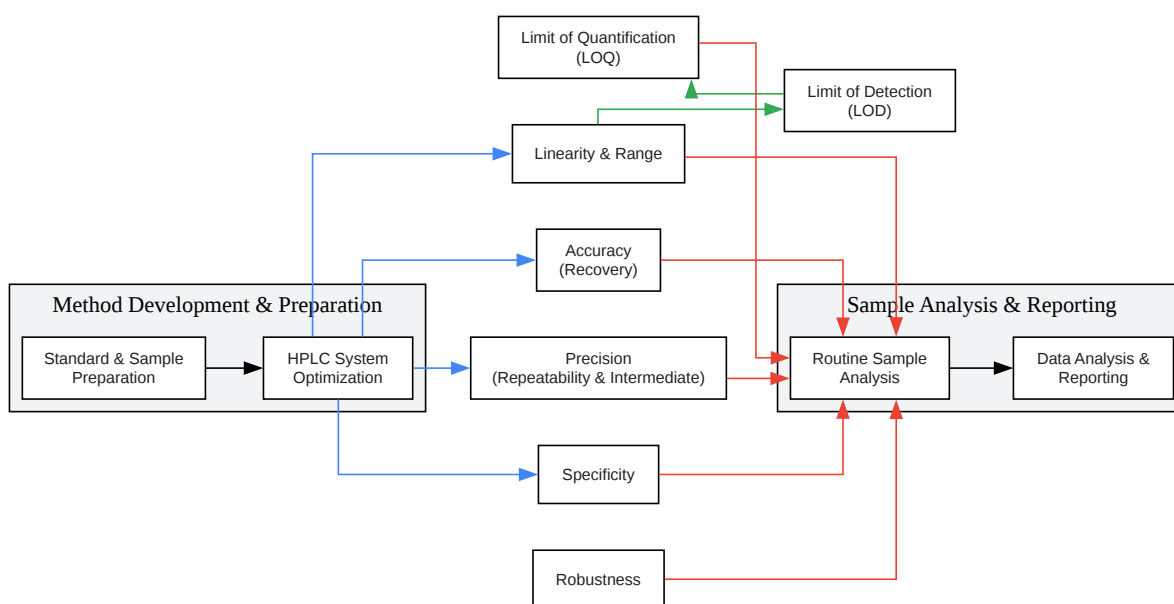 Limit of Quantification
(LOQ)
Limit of Detection
(LOD)
Linearity & Range
Accuracy
(Recovery)
Method Development & Preparation
Sample Analysis & Reporting
Standard & Sample
Preparation
HPLC System
Optimization
Precision
(Repeatability & Intermediate)
Routine Sample
Analysis
Data Analysis &
Reporting
Specificity
Robustness